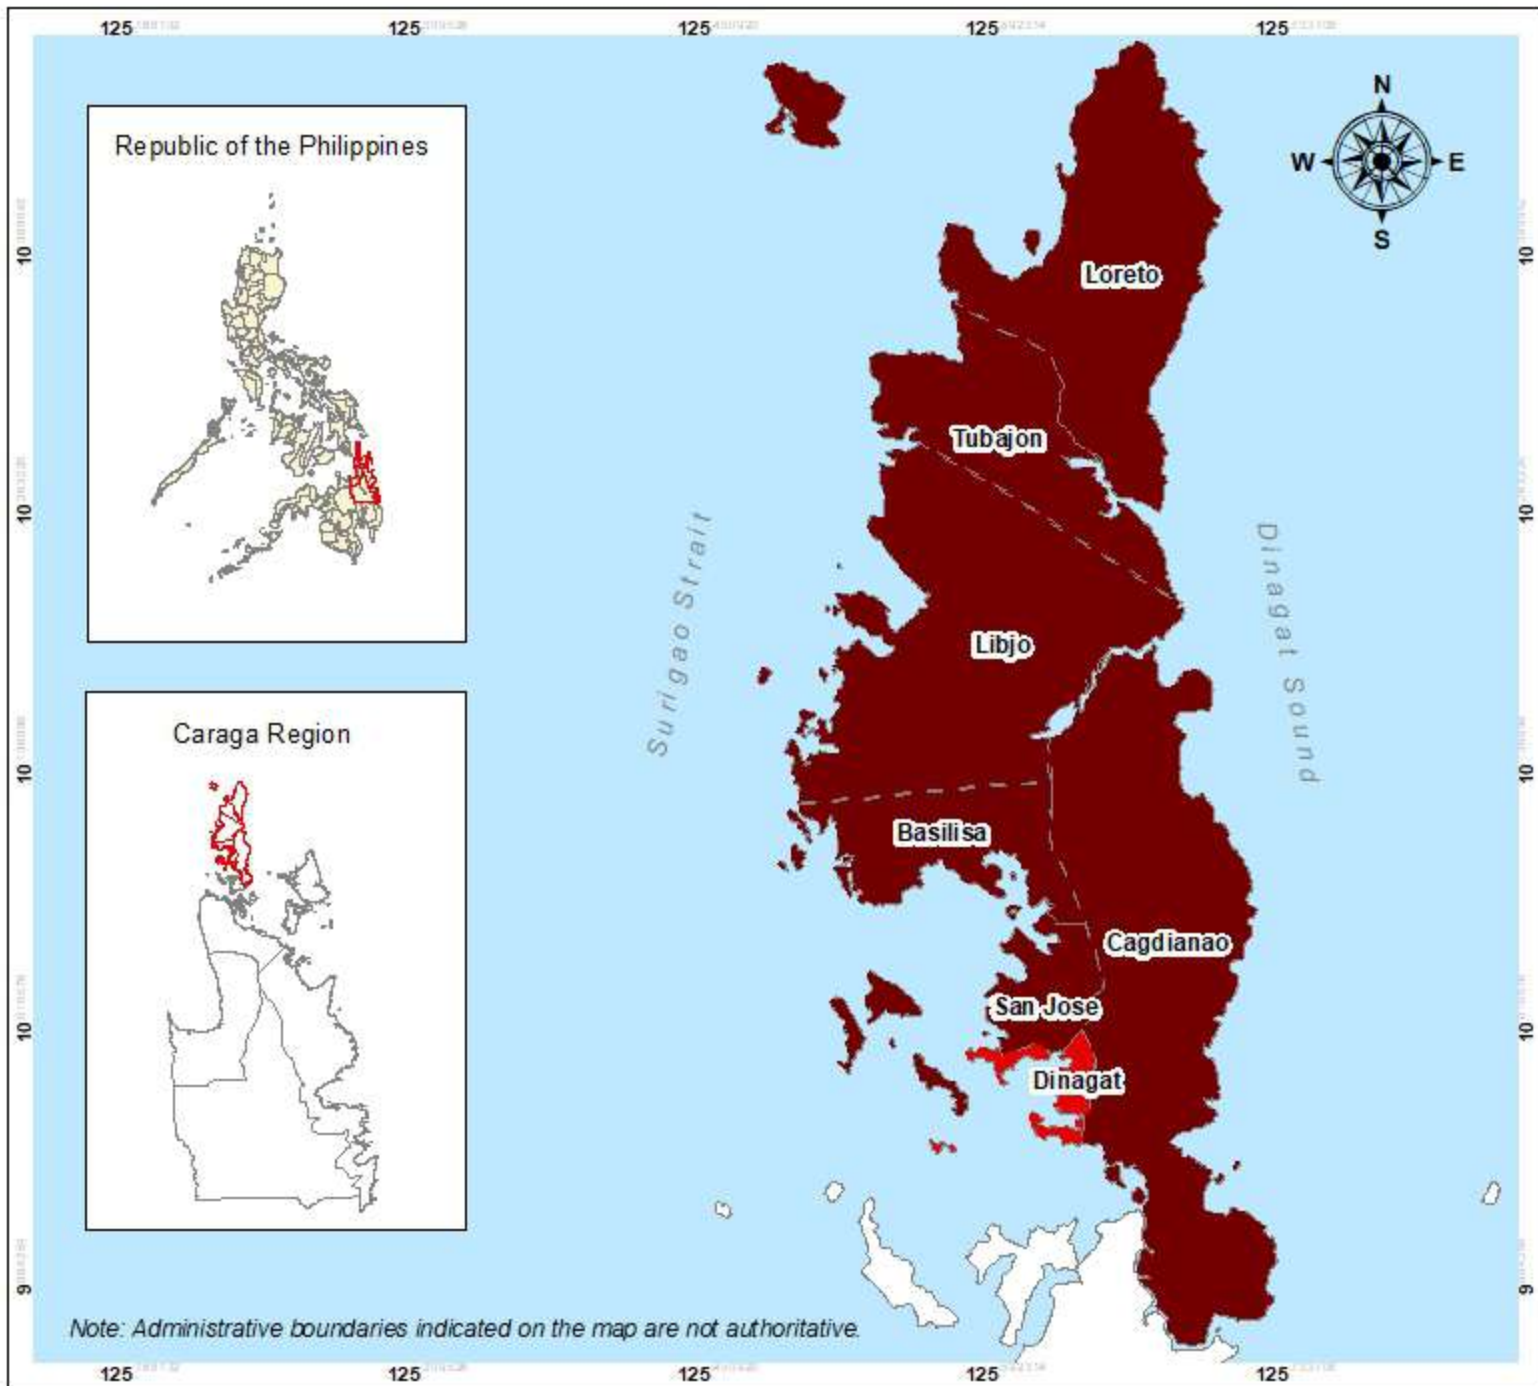 125 125 125 125 125
Republic of the Philippines
N
W E
S
10 10
Loreto
Tubajon
10 10
Surigao Strait
Dinagat Sound
Libjo
Caraga Region
10 10
Basilisa
Cagdianao
San Jose
10 10
Dinagat
9 9
Note: Administrative boundaries indicated on the map are not authoritative.
125 125 125 125 125